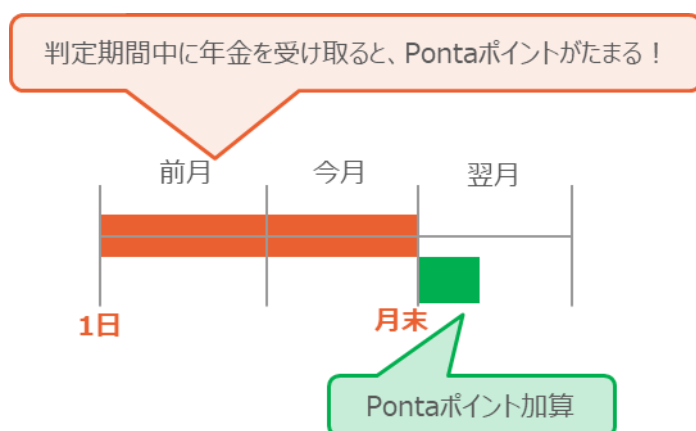 判定期間中に年金を受け取ると、Pontaポイントがたまる！
前月
今月
翌月
1日
月末
Pontaポイント加算